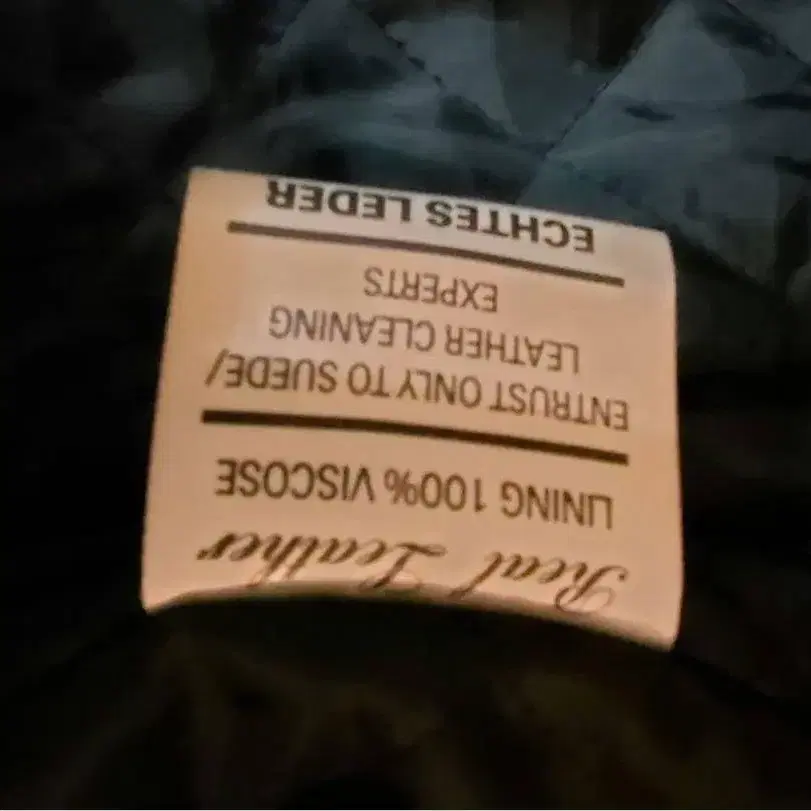 Real Leather
LINING 100% VISCOSE
ENTRUST ONLY TO SUEDE/
LEATHER CLEANING
EXPERTS
ECHTES LEDER